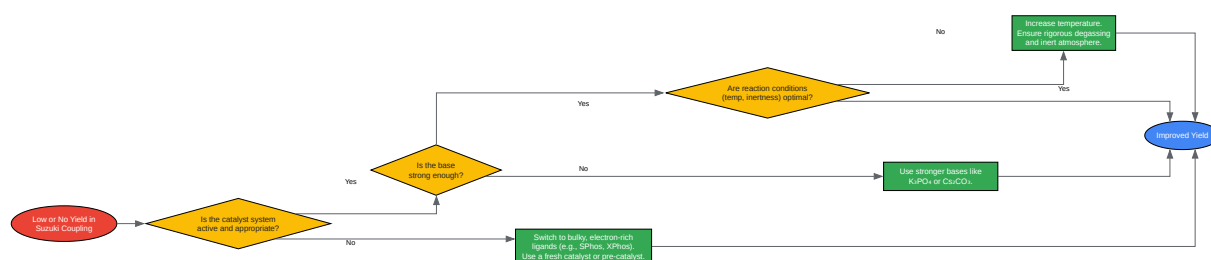 Low or No Yield in
Suzuki Coupling
Is the catalyst system
active and appropriate?
Yes
No
Is the base
strong enough?
Switch to bulky, electron-rich
ligands (e.g., SPhos, XPhos).
Use a fresh catalyst or pre-catalyst.
Yes
No
Are reaction conditions
(temp, inertness) optimal?
Use stronger bases like
K₃PO₄ or Cs₂CO₃.
No
Yes
Increase temperature.
Ensure rigorous degassing
and inert atmosphere.
Improved Yield